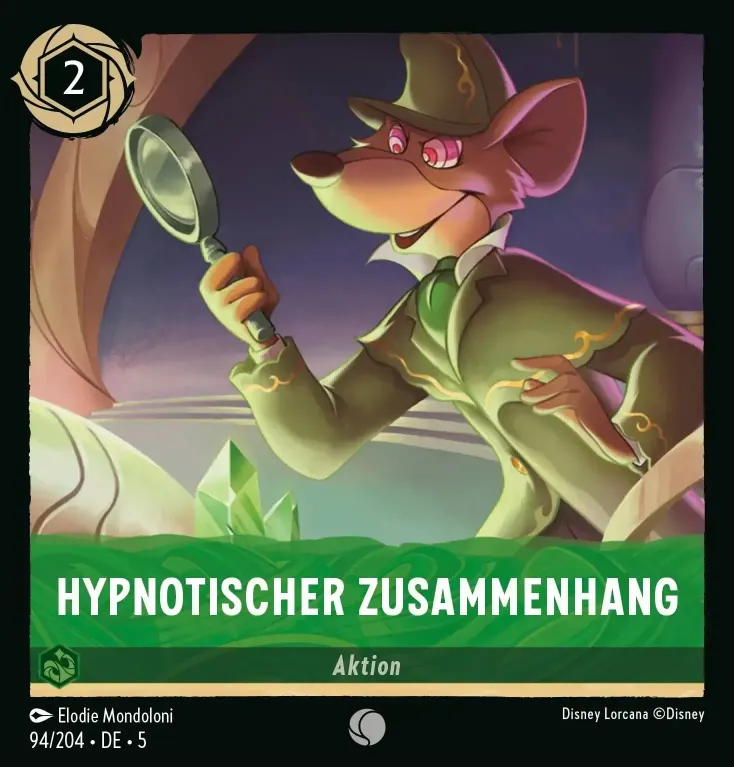 2
HYPNOTISCHER ZUSAMMENHANG
Aktion
Elodie Mondoloni
Disney Lorcana ©Disney
94/204 • DE • 5